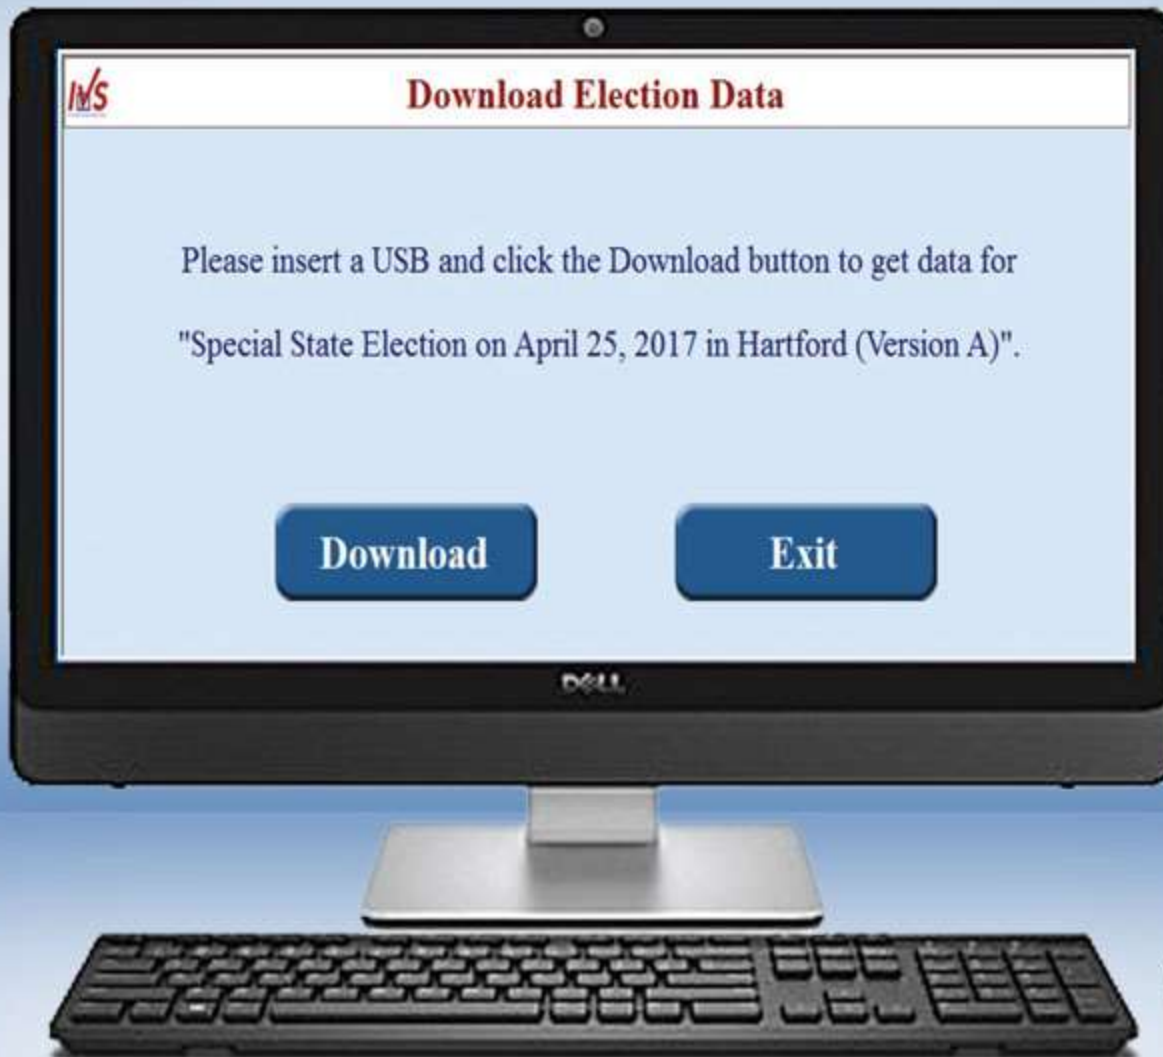 IVS
Download Election Data
Please insert a USB and click the Download button to get data for
"Special State Election on April 25, 2017 in Hartford (Version A)".
Download
Exit
DELL